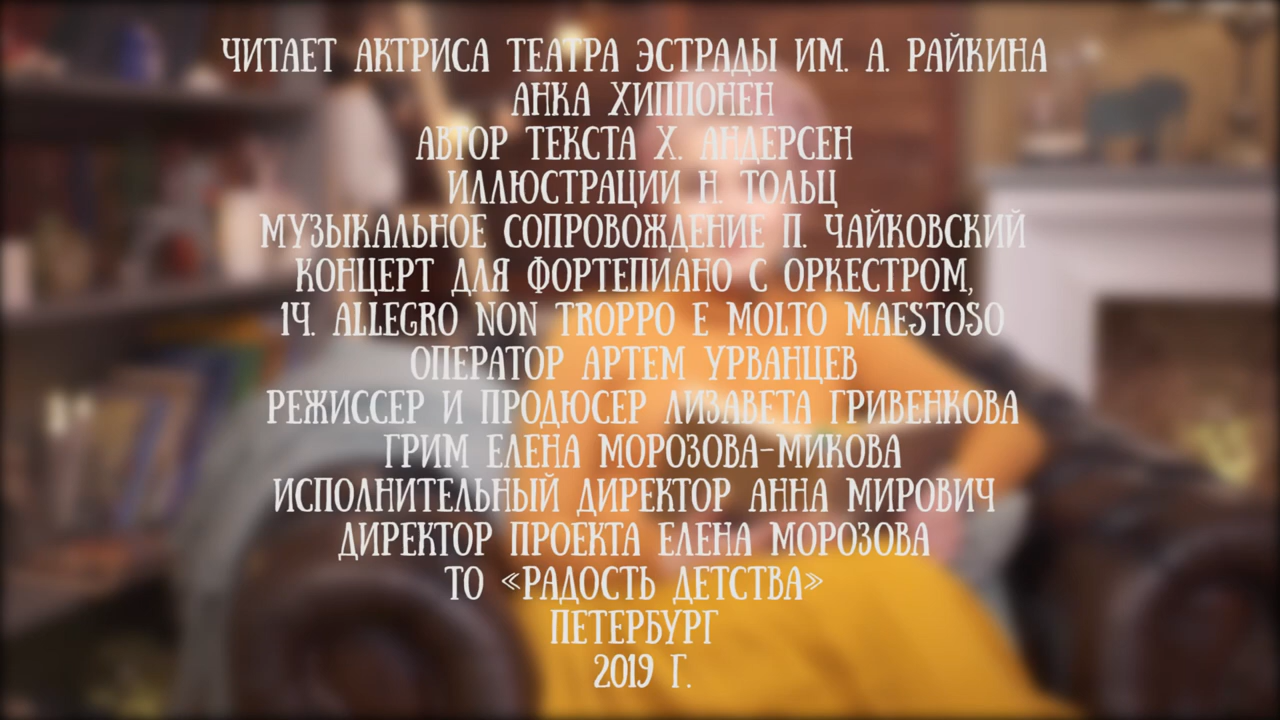 ЧИТАЕТ АКТРИСА ТЕАТРА ЭСТРАДЫ ИМ. А. РАЙКИНА
АНКА ХИППОНЕН
АВТОР ТЕКСТА Х. АНДЕРСЕН
ИЛЛЮСТРАЦИИ Н. ТОЛЬЦ
МУЗЫКАЛЬНОЕ СОПРОВОЖДЕНИЕ П. ЧАЙКОВСКИЙ
КОНЦЕРТ ДЛЯ ФОРТЕПИАНО С ОРКЕСТРОМ,
1Ч. ALLEGRO NON TROPPO E MOLTO MAESTOSO
ОПЕРАТОР АРТЕМ УРВАНЦЕВ
РЕЖИССЕР И ПРОДЮСЕР ЛИЗАВЕТА ГРИВЕНКОВА
ГРИМ ЕЛЕНА МОРОЗОВА-МИКОВА
ИСПОЛНИТЕЛЬНЫЙ ДИРЕКТОР АННА МИРОВИЧ
ДИРЕКТОР ПРОЕКТА ЕЛЕНА МОРОЗОВА
ТО «РАДОСТЬ ДЕТСТВА»
ПЕТЕРБУРГ
2019 Г.